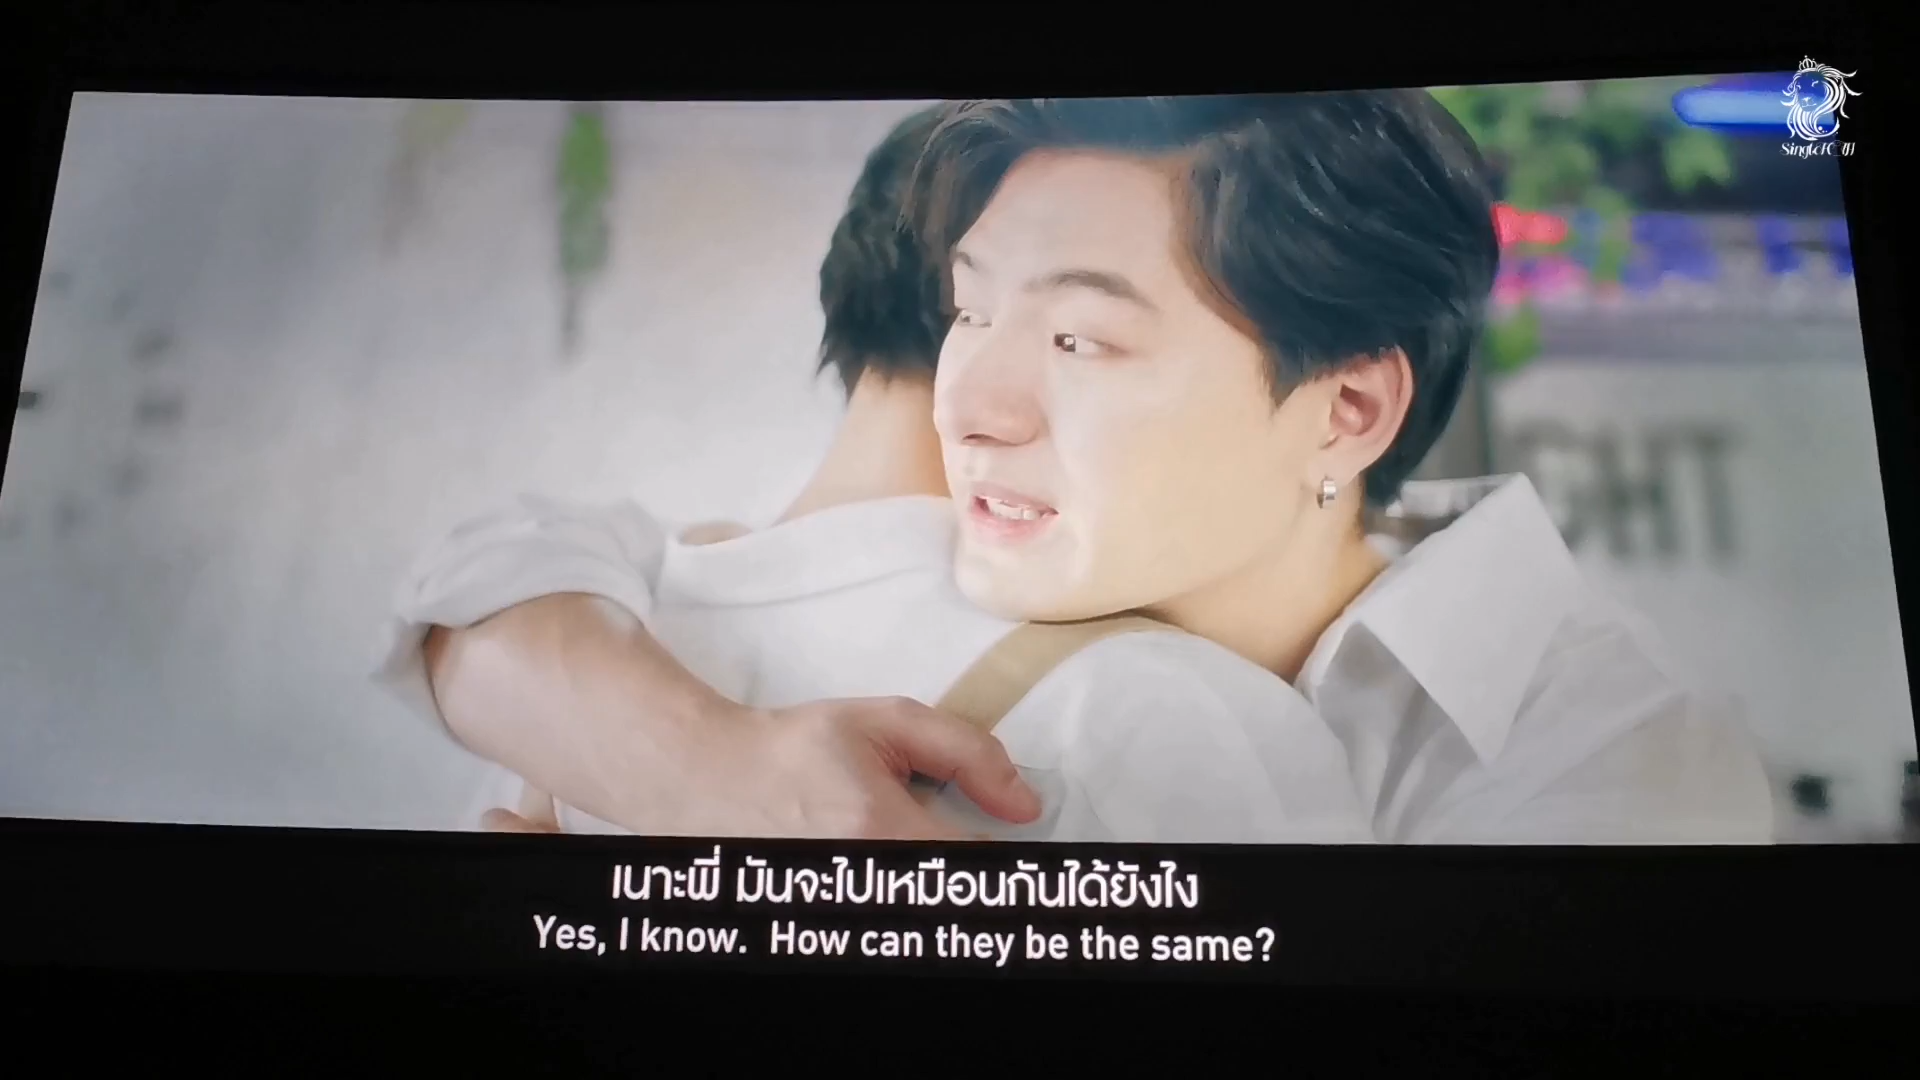 เนาะพี่ มันจะไปเหมือนกันได้ยังไง
Yes, I know.  How can they be the same?